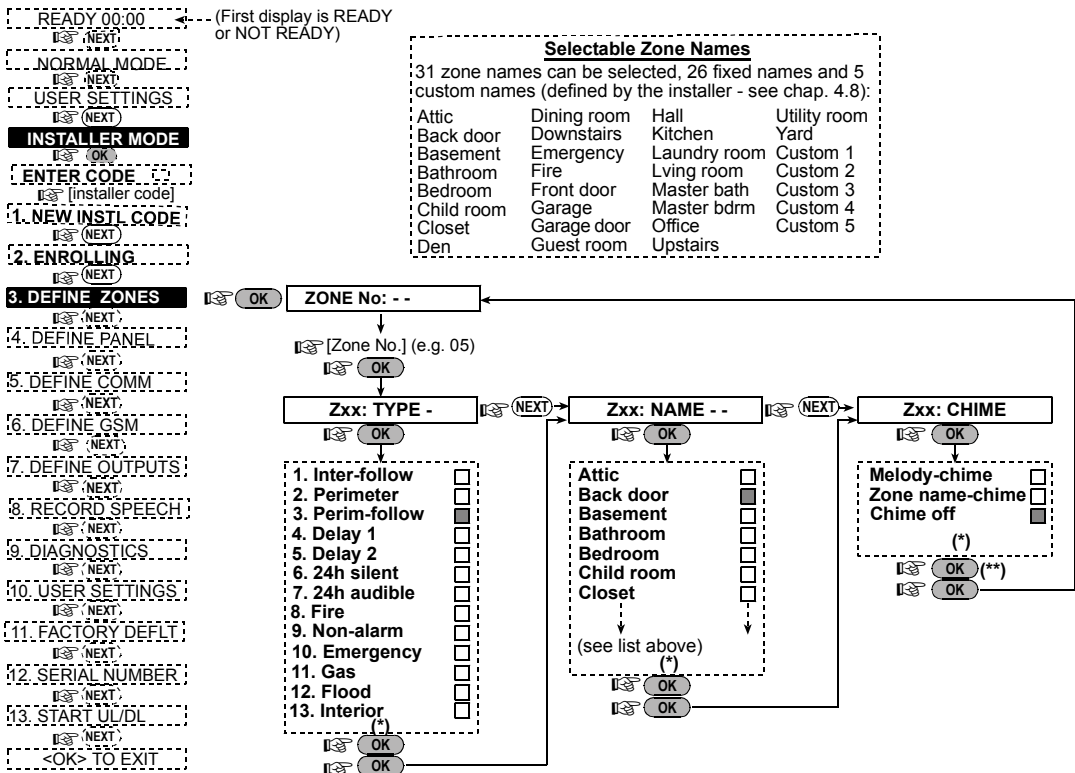 READY 00:00
(First display is READY
or NOT READY)
NEXT
NORMAL MODE
NEXT
USER SETTINGS
NEXT
INSTALLER MODE
OK
ENTER CODE
[installer code]
1. NEW INSTL CODE
NEXT
2. ENROLLING
NEXT
3. DEFINE ZONES
NEXT
4. DEFINE PANEL
NEXT
5. DEFINE COMM
NEXT
6. DEFINE GSM
NEXT
7. DEFINE OUTPUTS
NEXT
8. RECORD SPEECH
NEXT
9. DIAGNOSTICS
NEXT
10. USER SETTINGS
NEXT
11. FACTORY DEFLT
NEXT
12. SERIAL NUMBER
NEXT
13. START UL/DL
NEXT
<OK> TO EXIT
Selectable Zone Names
31 zone names can be selected, 26 fixed names and 5
custom names (defined by the installer - see chap. 4.8):
Attic
Back door
Basement
Bathroom
Bedroom
Child room
Closet
Den
Dining room
Downstairs
Emergency
Fire
Front door
Garage
Garage door
Guest room
Hall
Kitchen
Laundry room
Lving room
Master bath
Master bdrm
Office
Upstairs
Utility room
Yard
Custom 1
Custom 2
Custom 3
Custom 4
Custom 5
OK
ZONE No: - -
[Zone No.] (e.g. 05)
OK
Zxx: TYPE -
OK
1. Inter-follow
2. Perimeter
3. Perim-follow
4. Delay 1
5. Delay 2
6. 24h silent
7. 24h audible
8. Fire
9. Non-alarm
10. Emergency
11. Gas
12. Flood
13. Interior
(*)
OK
OK
NEXT
Zxx: NAME - -
OK
Attic
Back door
Basement
Bathroom
Bedroom
Child room
Closet
(see list above)
(*)
OK
OK
NEXT
Zxx: CHIME
OK
Melody-chime
Zone name-chime
Chime off
(*)
OK (**)
OK